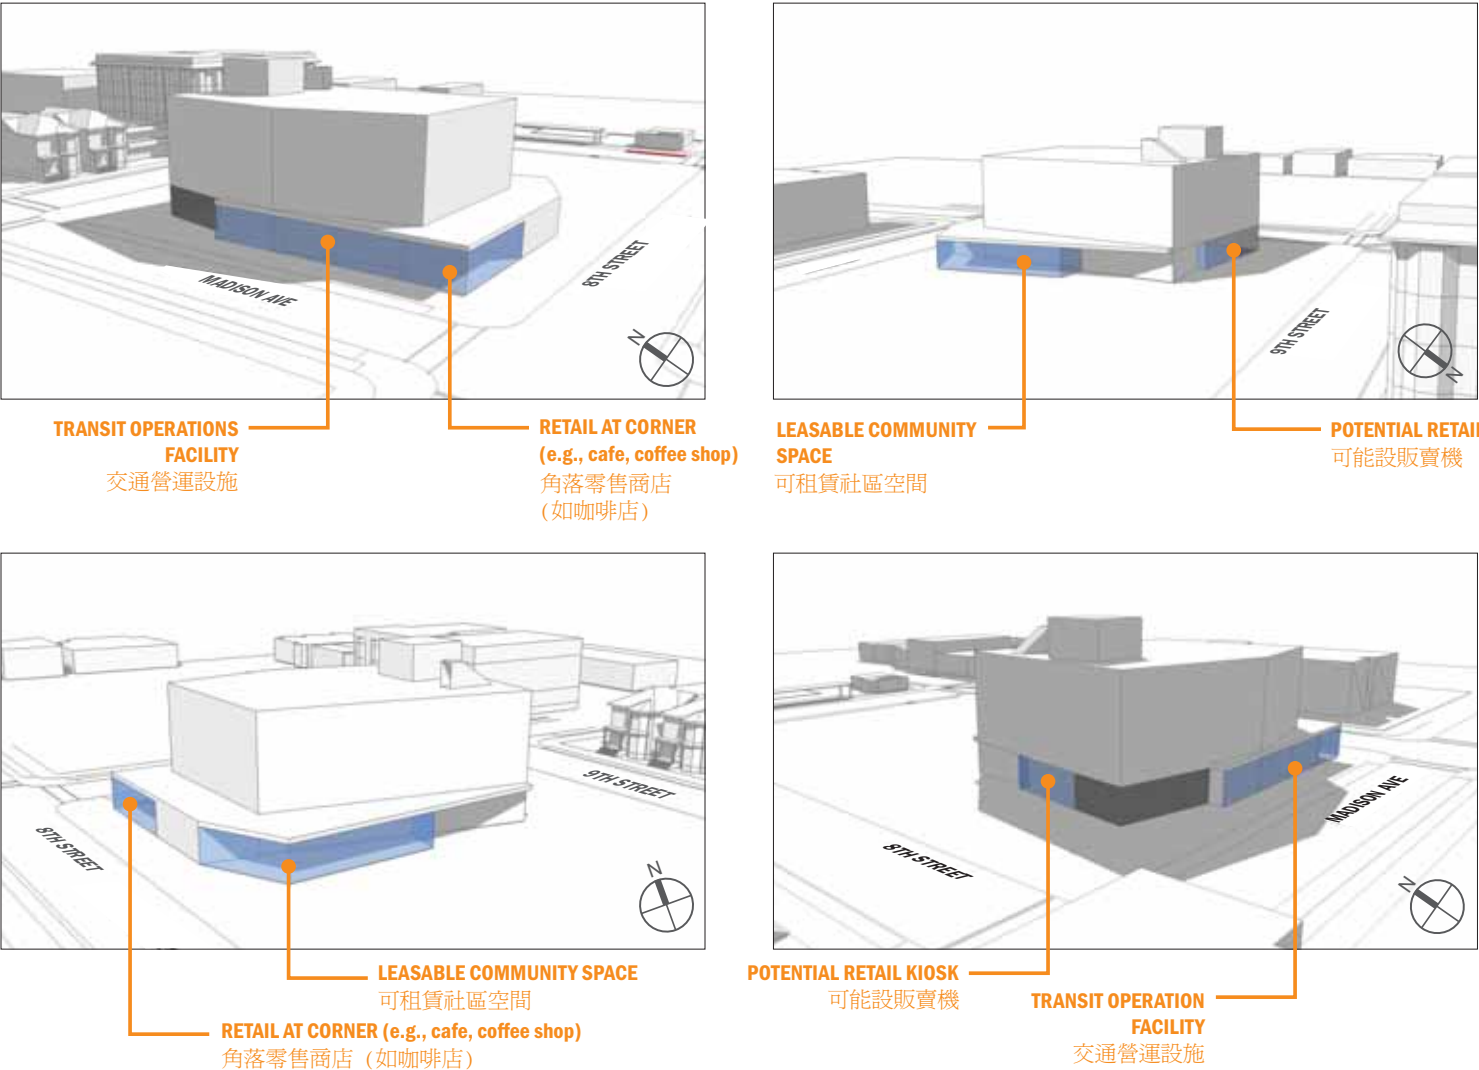 MADISON AVE
8TH STREET
N
TRANSIT OPERATIONS
FACILITY
交通營運設施
RETAIL AT CORNER
(e.g., cafe, coffee shop)
角落零售商店
(如咖啡店)
9TH STREET
N
LEASABLE COMMUNITY
SPACE
可租賃社區空間
POTENTIAL RETAIL
可能設販賣機
8TH STREET
9TH STREET
N
LEASABLE COMMUNITY SPACE
可租賃社區空間
RETAIL AT CORNER (e.g., cafe, coffee shop)
角落零售商店 (如咖啡店)
8TH STREET
MADISON AVE
N
POTENTIAL RETAIL KIOSK
可能設販賣機
TRANSIT OPERATION
FACILITY
交通營運設施